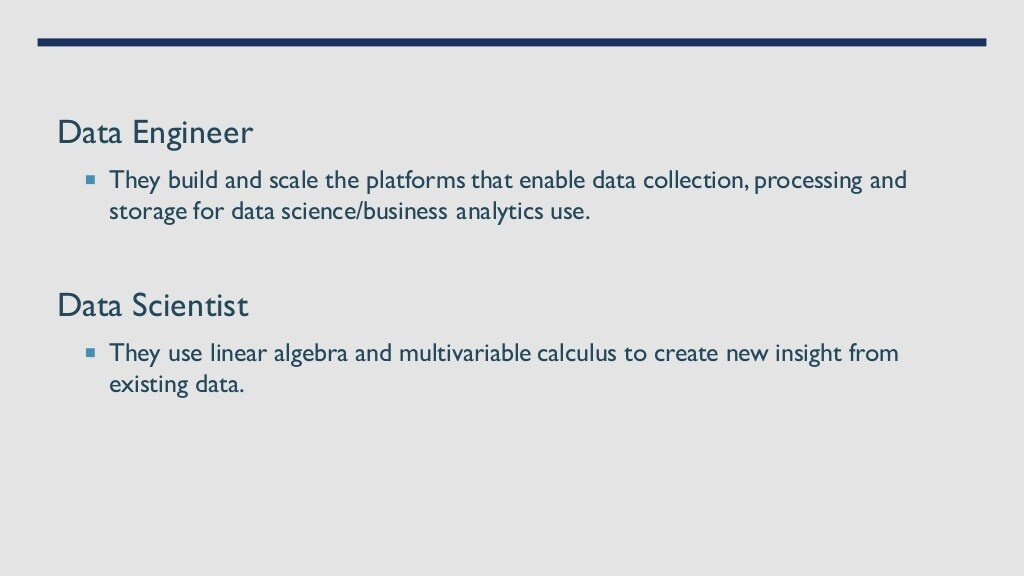 Data Engineer
▪ They build and scale the platforms that enable data collection, processing and
storage for data science/business analytics use.
Data Scientist
▪ They use linear algebra and multivariable calculus to create new insight from
existing data.